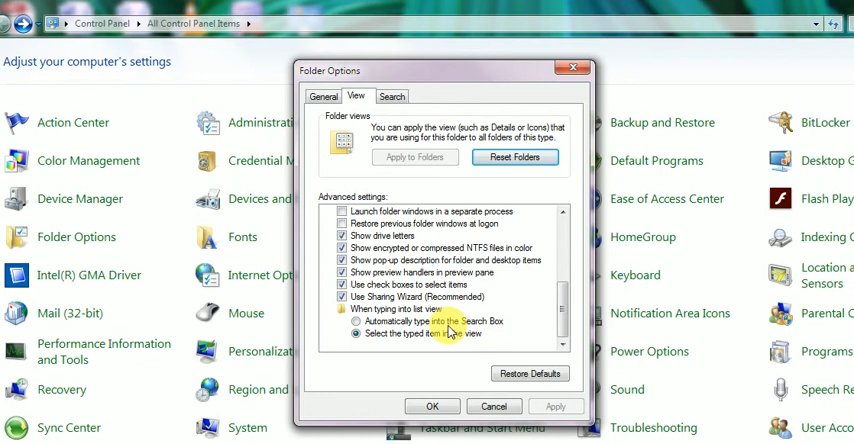 Control Panel
All Control Panel Items
Adjust your computer's settings
Folder Options
General
View
Search
Folder views
You can apply the view (such as Details or Icons) that
you are using for this folder to all folders of this type.
Apply to Folders
Reset Folders
Advanced settings:
Launch folder windows in a separate process
Restore previous folder windows at logon
Show drive letters
Show encrypted or compressed NTFS files in color
Show pop-up description for folder and desktop items
Show preview handlers in preview pane
Use check boxes to select items
Use Sharing Wizard (Recommended)
When typing into list view
Automatically type into the Search Box
Select the typed item in the view
Restore Defaults
OK
Cancel
Apply
Action Center
Color Management
Device Manager
Folder Options
Intel(R) GMA Driver
Mail (32-bit)
Performance Information
and Tools
Recovery
Sync Center
Administra
Credential M
Devices and
Fonts
Internet Opt
Mouse
Personaliza
Region and
System
Taskbar and Start Menu
Backup and Restore
Default Programs
Ease of Access Center
HomeGroup
Keyboard
Notification Area Icons
Power Options
Sound
Troubleshooting
BitLocker
Desktop G
Flash Play
Indexing O
Location a
Sensors
Parental C
Programs
Speech Re
User Acco